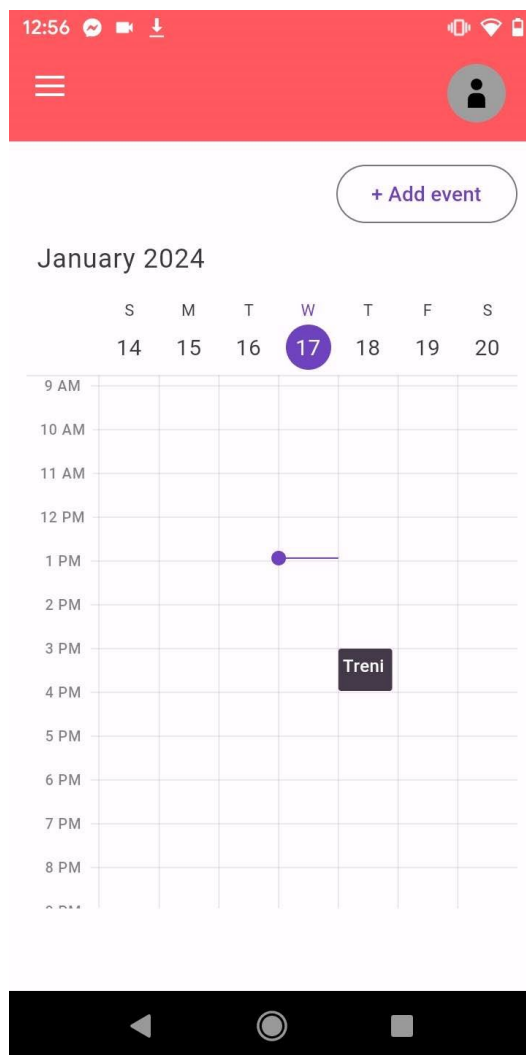 12:56
+ Add event
January 2024
S M T W T F S
14 15 16 17 18 19 20
9 AM
10 AM
11 AM
12 PM
1 PM
2 PM
3 PM
Treni
4 PM
5 PM
6 PM
7 PM
8 PM